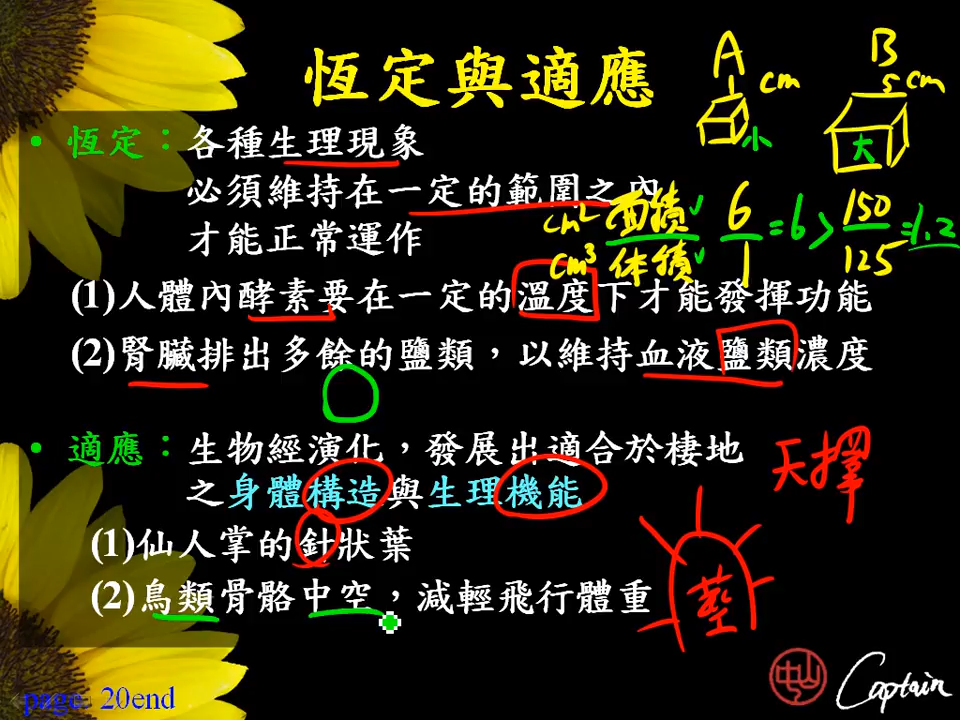 恆定與適應
A
1 cm
小
B
5 cm
大
• 恆定：各種生理現象
必須維持在一定的範圍之內
才能正常運作
cm² 面積 6 = 6 > 150 = 1.2
cm³ 体積 1 125
(1)人體內酵素要在一定的溫度下才能發揮功能
(2)腎臟排出多餘的鹽類，以維持血液鹽類濃度
• 適應：生物經演化，發展出適合於棲地
之身體構造與生理機能
天擇
(1)仙人掌的針狀葉
(2)鳥類骨骼中空，減輕飛行體重
莖
Captain
page 20end